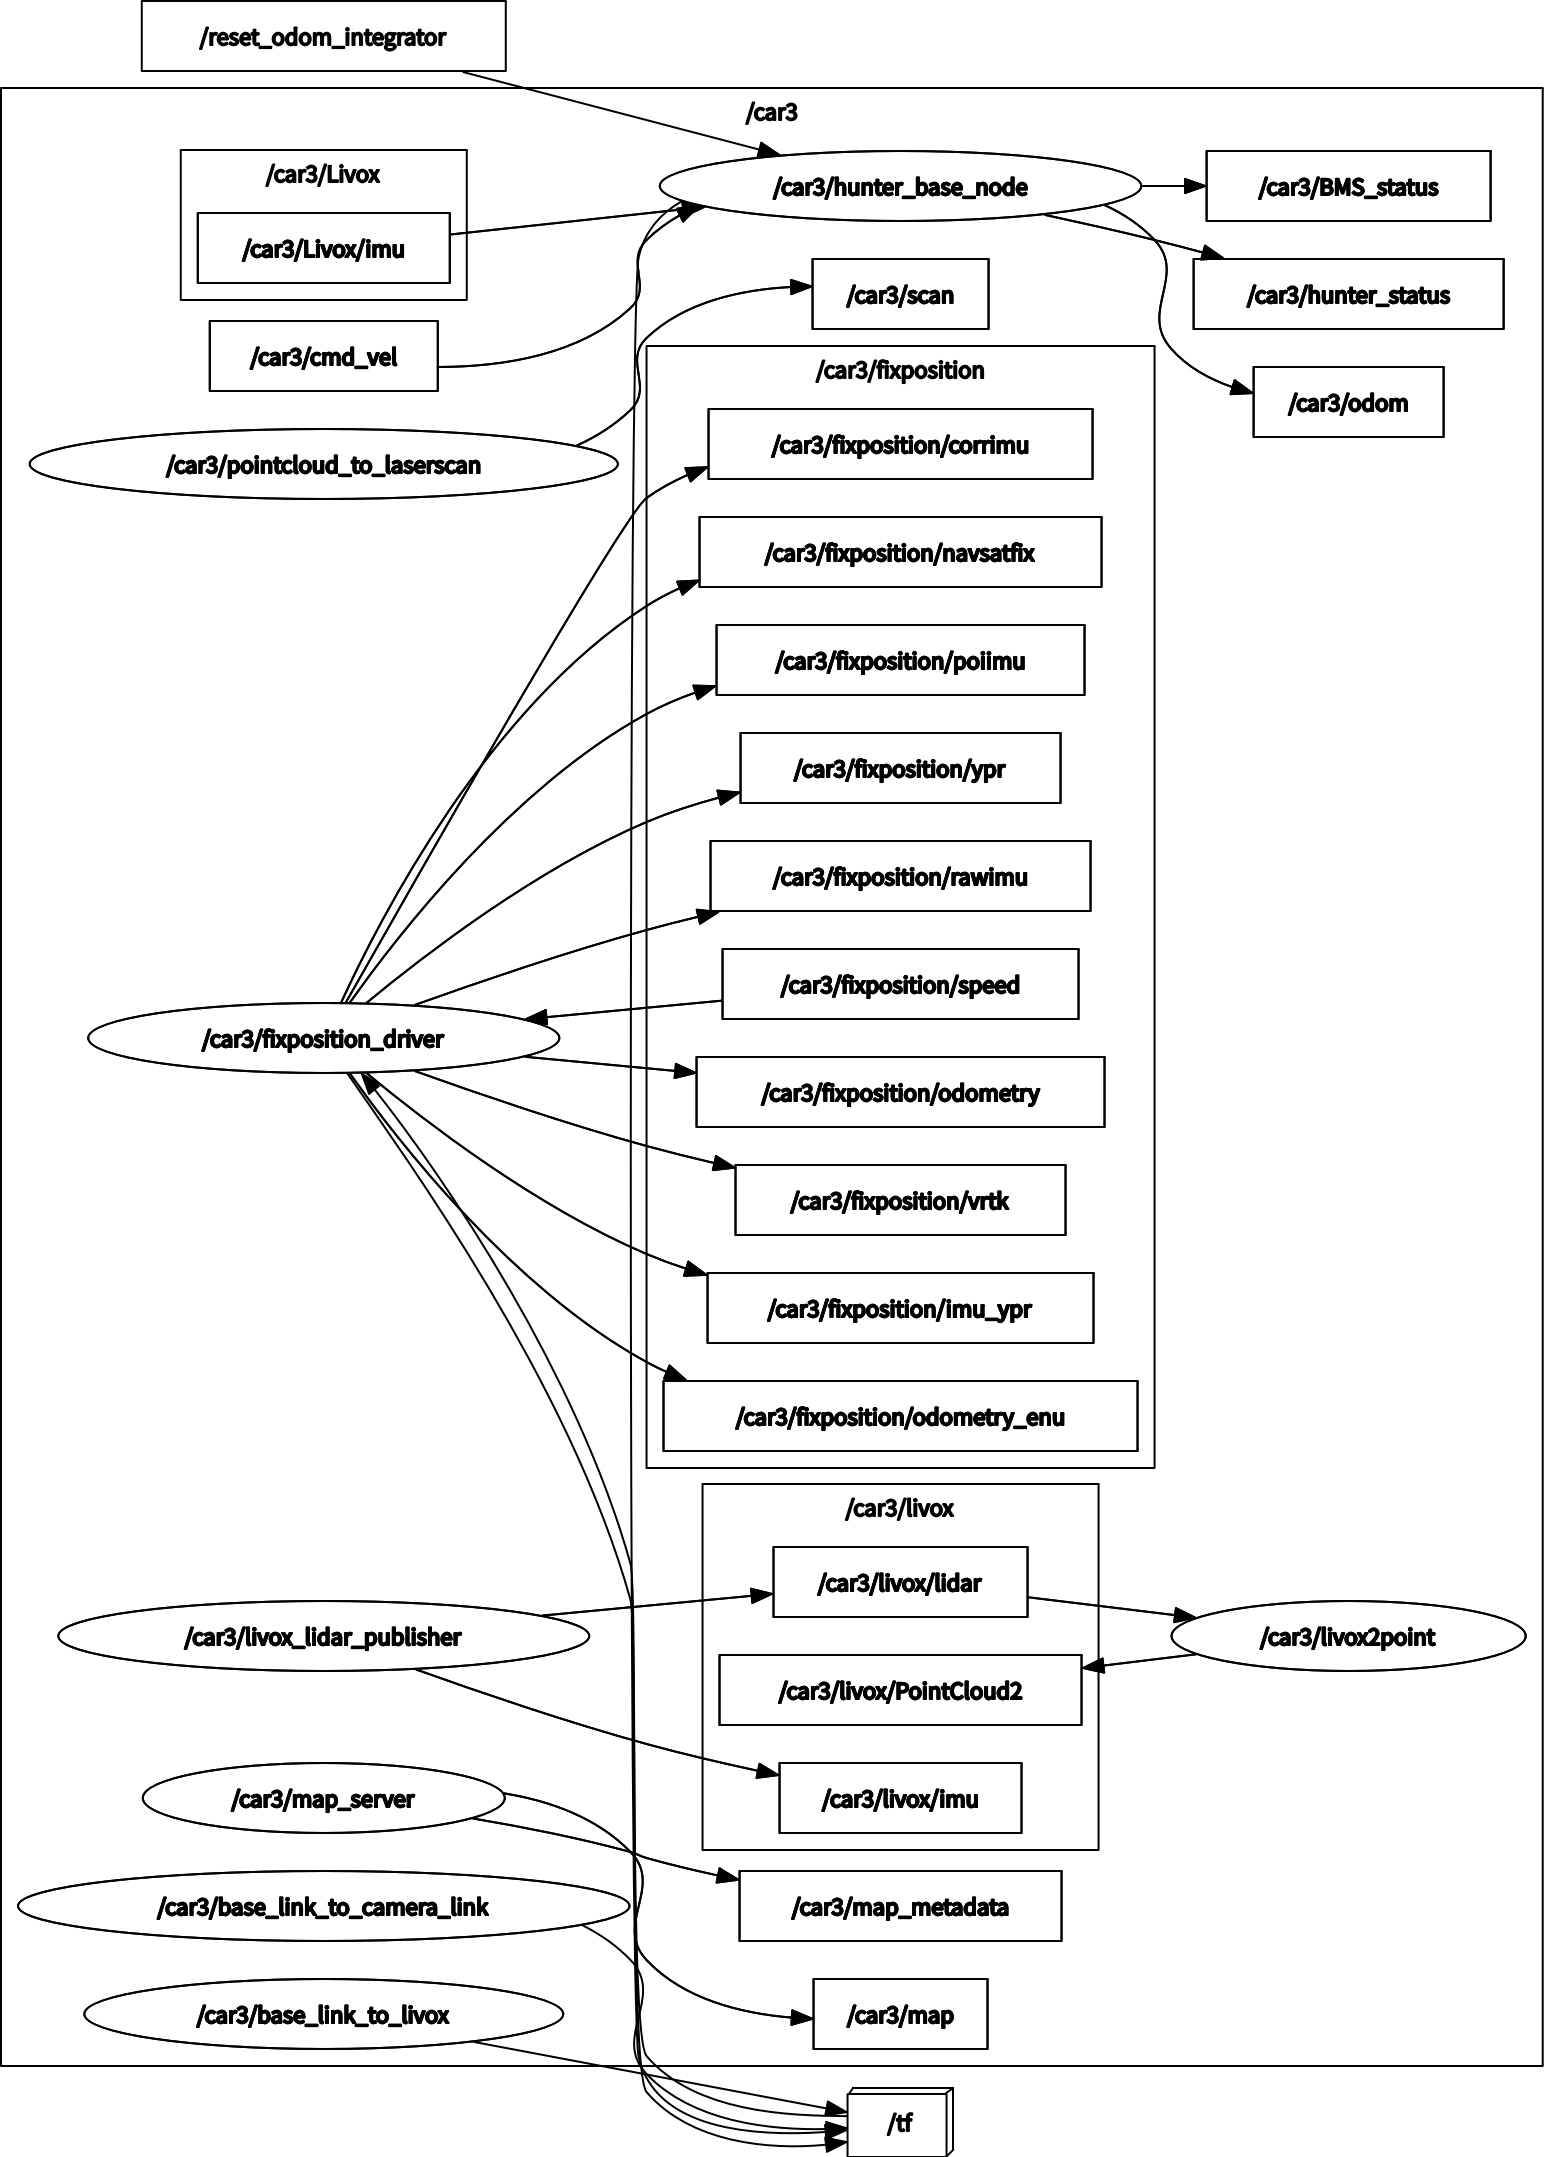 /reset_odom_integrator
/car3
/car3/Livox
/car3/hunter_base_node
/car3/BMS_status
/car3/Livox/imu
/car3/scan
/car3/hunter_status
/car3/cmd_vel
/car3/fixposition
/car3/odom
/car3/fixposition/corrimu
/car3/pointcloud_to_laserscan
/car3/fixposition/navsatfix
/car3/fixposition/poiimu
/car3/fixposition/ypr
/car3/fixposition/rawimu
/car3/fixposition/speed
/car3/fixposition_driver
/car3/fixposition/odometry
/car3/fixposition/vrtk
/car3/fixposition/imu_ypr
/car3/fixposition/odometry_enu
/car3/livox
/car3/livox/lidar
/car3/livox_lidar_publisher
/car3/livox2point
/car3/livox/PointCloud2
/car3/map_server
/car3/livox/imu
/car3/base_link_to_camera_link
/car3/map_metadata
/car3/base_link_to_livox
/car3/map
/tf